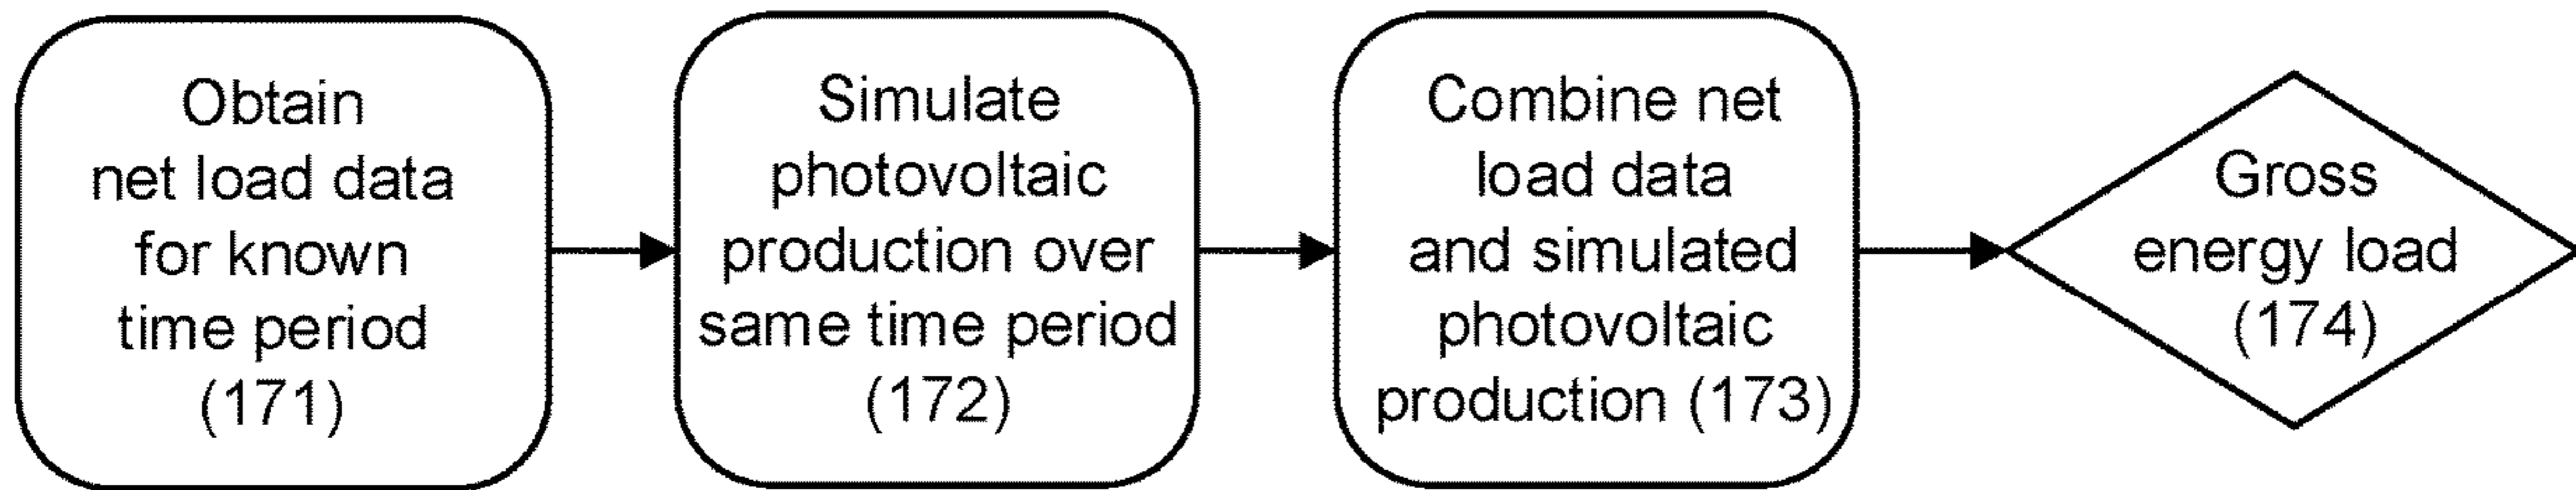 Obtain
net load data
for known
time period
(171)
Simulate
photovoltaic
production over
same time period
(172)
Combine net
load data
and simulated
photovoltaic
production (173)
Gross
energy load
(174)